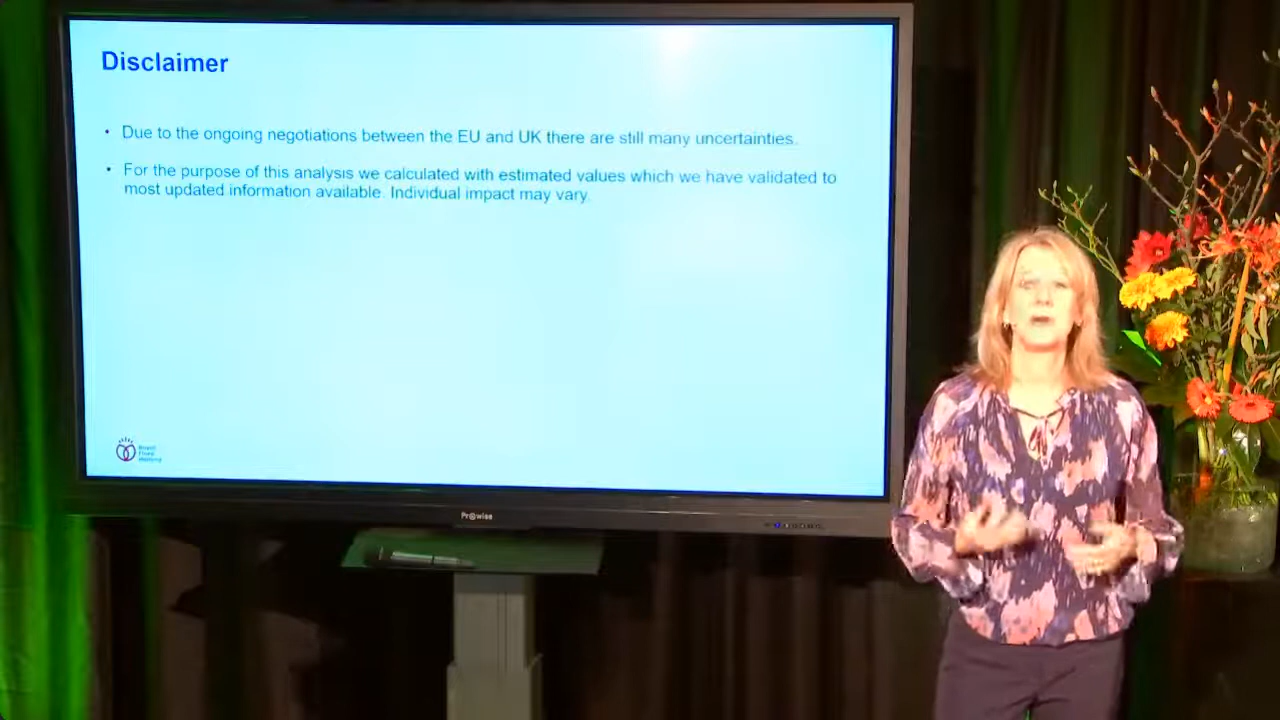 Disclaimer
• Due to the ongoing negotiations between the EU and UK there are still many uncertainties.
• For the purpose of this analysis we calculated with estimated values which we have validated to
most updated information available. Individual impact may vary.
Prowise